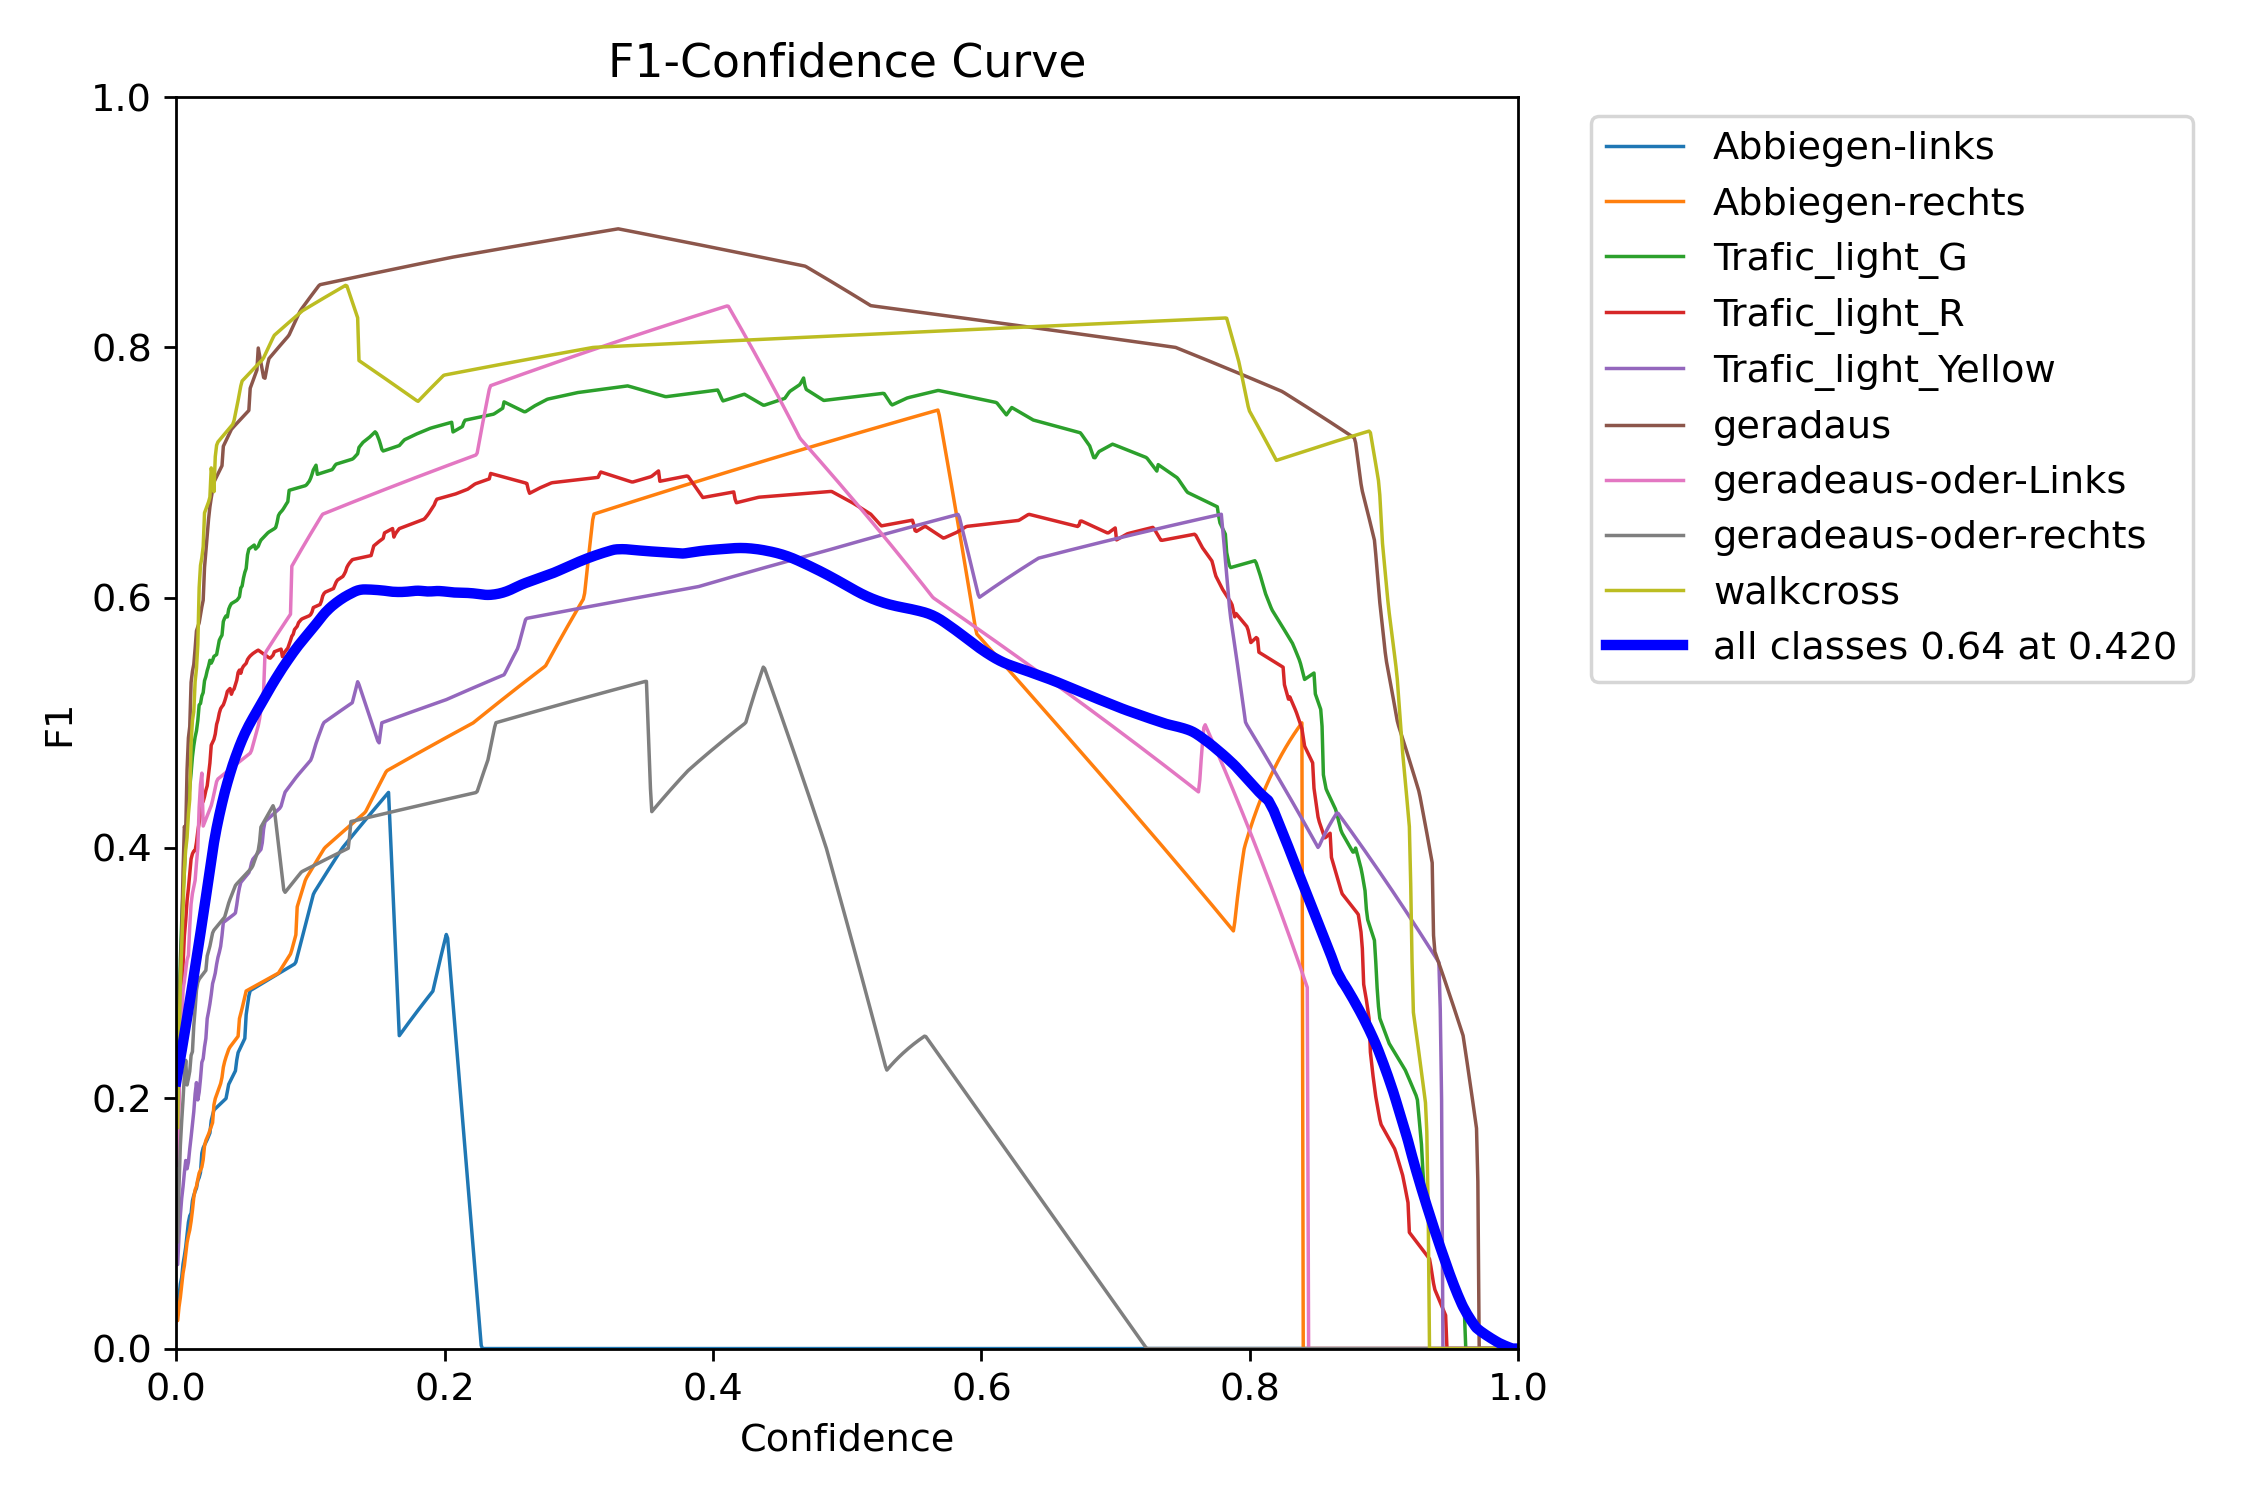 F1-Confidence Curve
1.0
0.8
0.6
0.4
0.2
0.0
F1
0.0 0.2 0.4 0.6 0.8 1.0
Confidence
Abbiegen-links
Abbiegen-rechts
Trafic_light_G
Trafic_light_R
Trafic_light_Yellow
geradaus
geradeaus-oder-Links
geradeaus-oder-rechts
walkcross
all classes 0.64 at 0.420